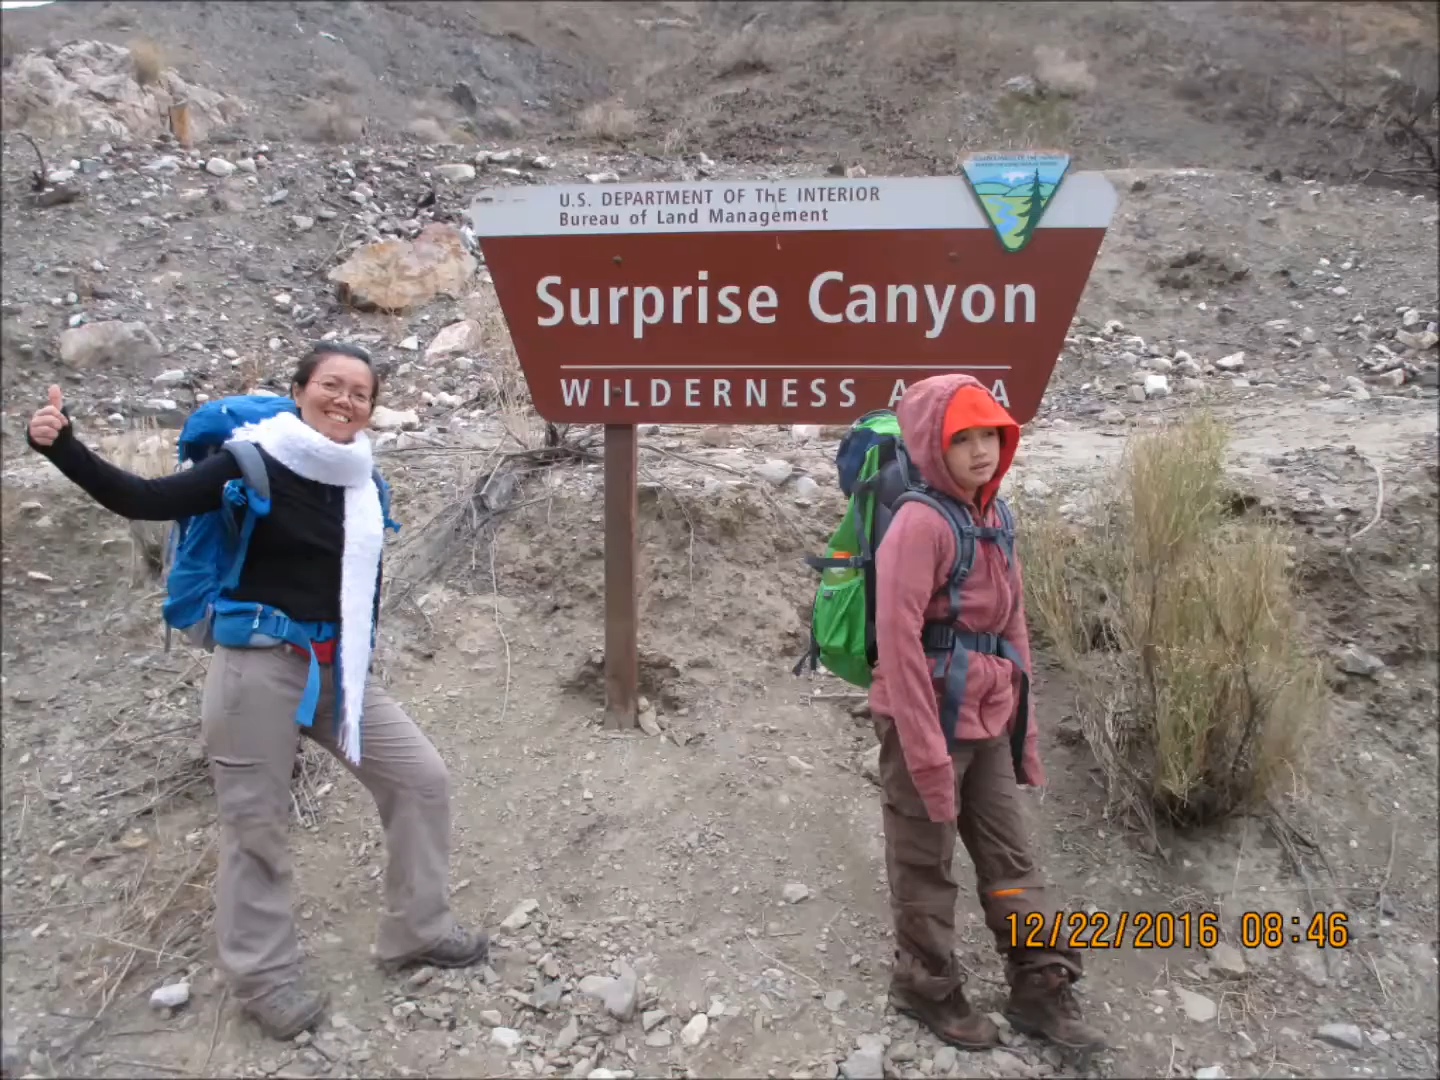 U.S. DEPARTMENT OF THE INTERIOR
Bureau of Land Management
Surprise Canyon
WILDERNESS A A
12/22/2016 08:46